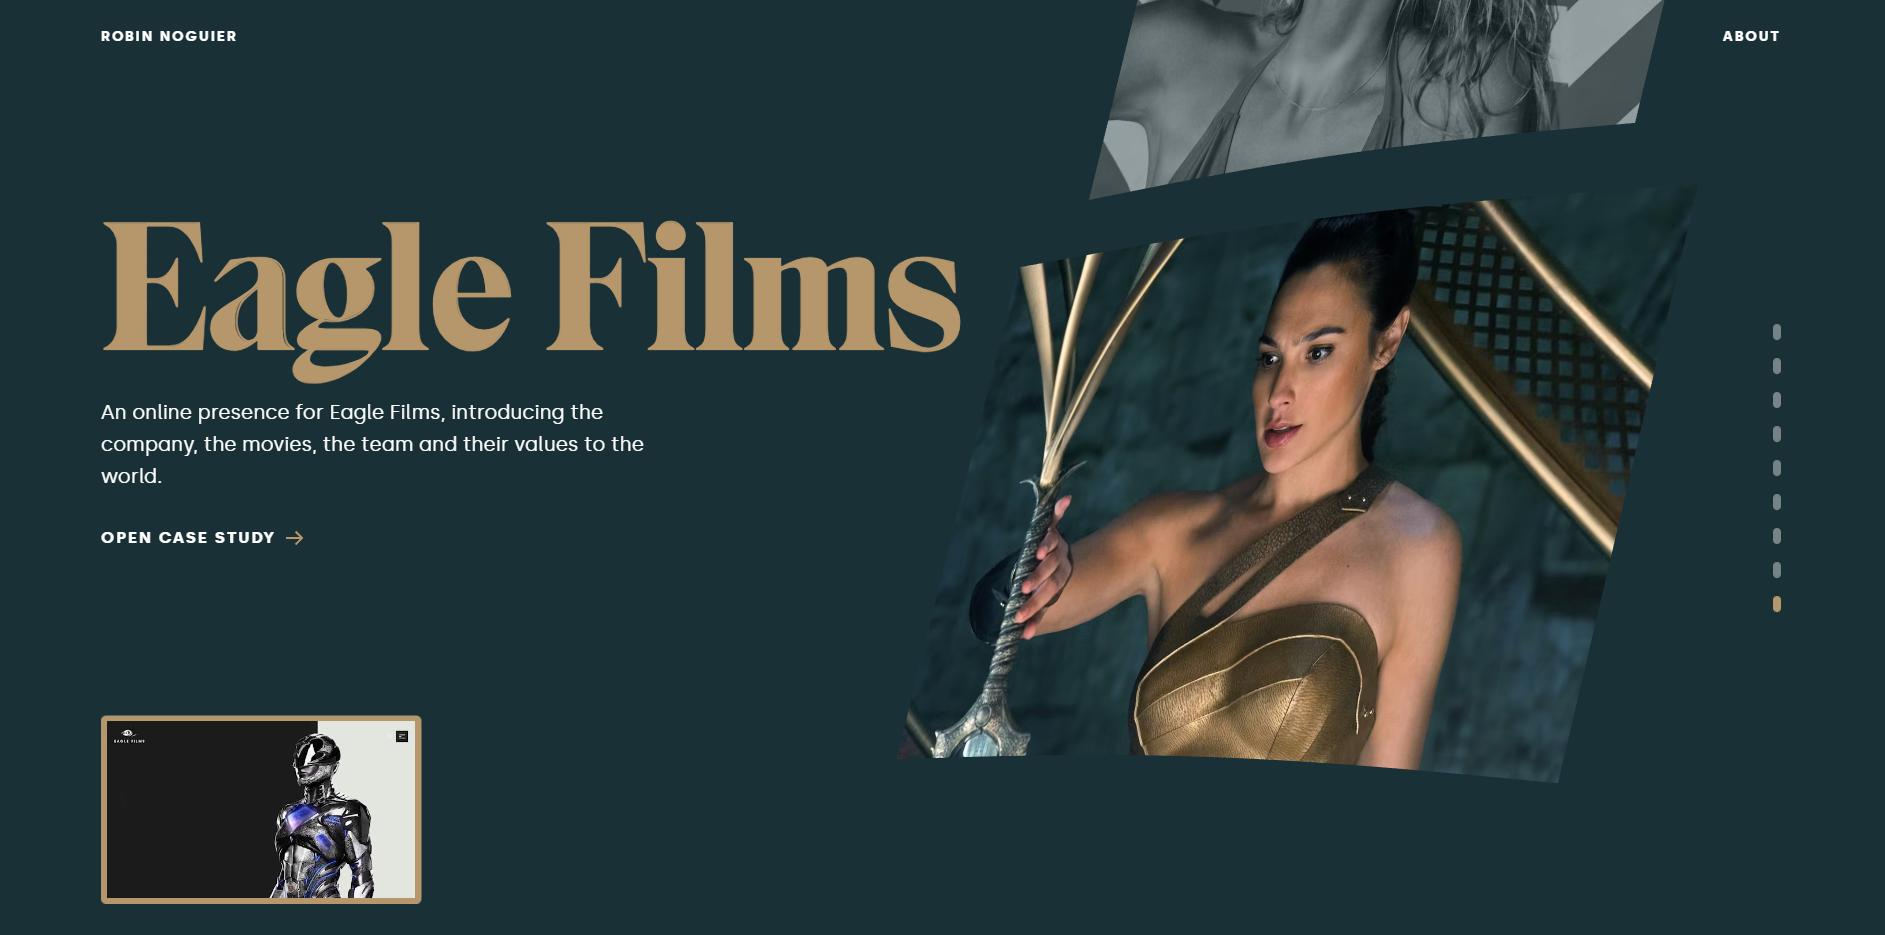 ROBIN NOGUIER
ABOUT
Eagle Films
An online presence for Eagle Films, introducing the
company, the movies, the team and their values to the
world.
OPEN CASE STUDY
EAGLE FILMS